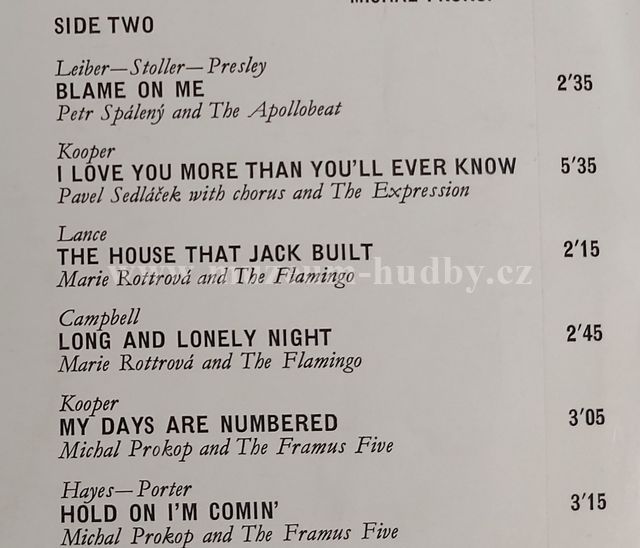 SIDE TWO
Leiber—Stoller—Presley
BLAME ON ME 2′35
Petr Spálený and The Apollobeat
Kooper
I LOVE YOU MORE THAN YOU'LL EVER KNOW 5′35
Pavel Sedláček with chorus and The Expression
Lance
THE HOUSE THAT JACK BUILT 2′15
Marie Rottrová and The Flamingo
www.muzeum-hudby.cz
Campbell
LONG AND LONELY NIGHT 2′45
Marie Rottrová and The Flamingo
Kooper
MY DAYS ARE NUMBERED 3′05
Michal Prokop and The Framus Five
Hayes—Porter
HOLD ON I'M COMIN' 3′15
Michal Prokop and The Framus Five